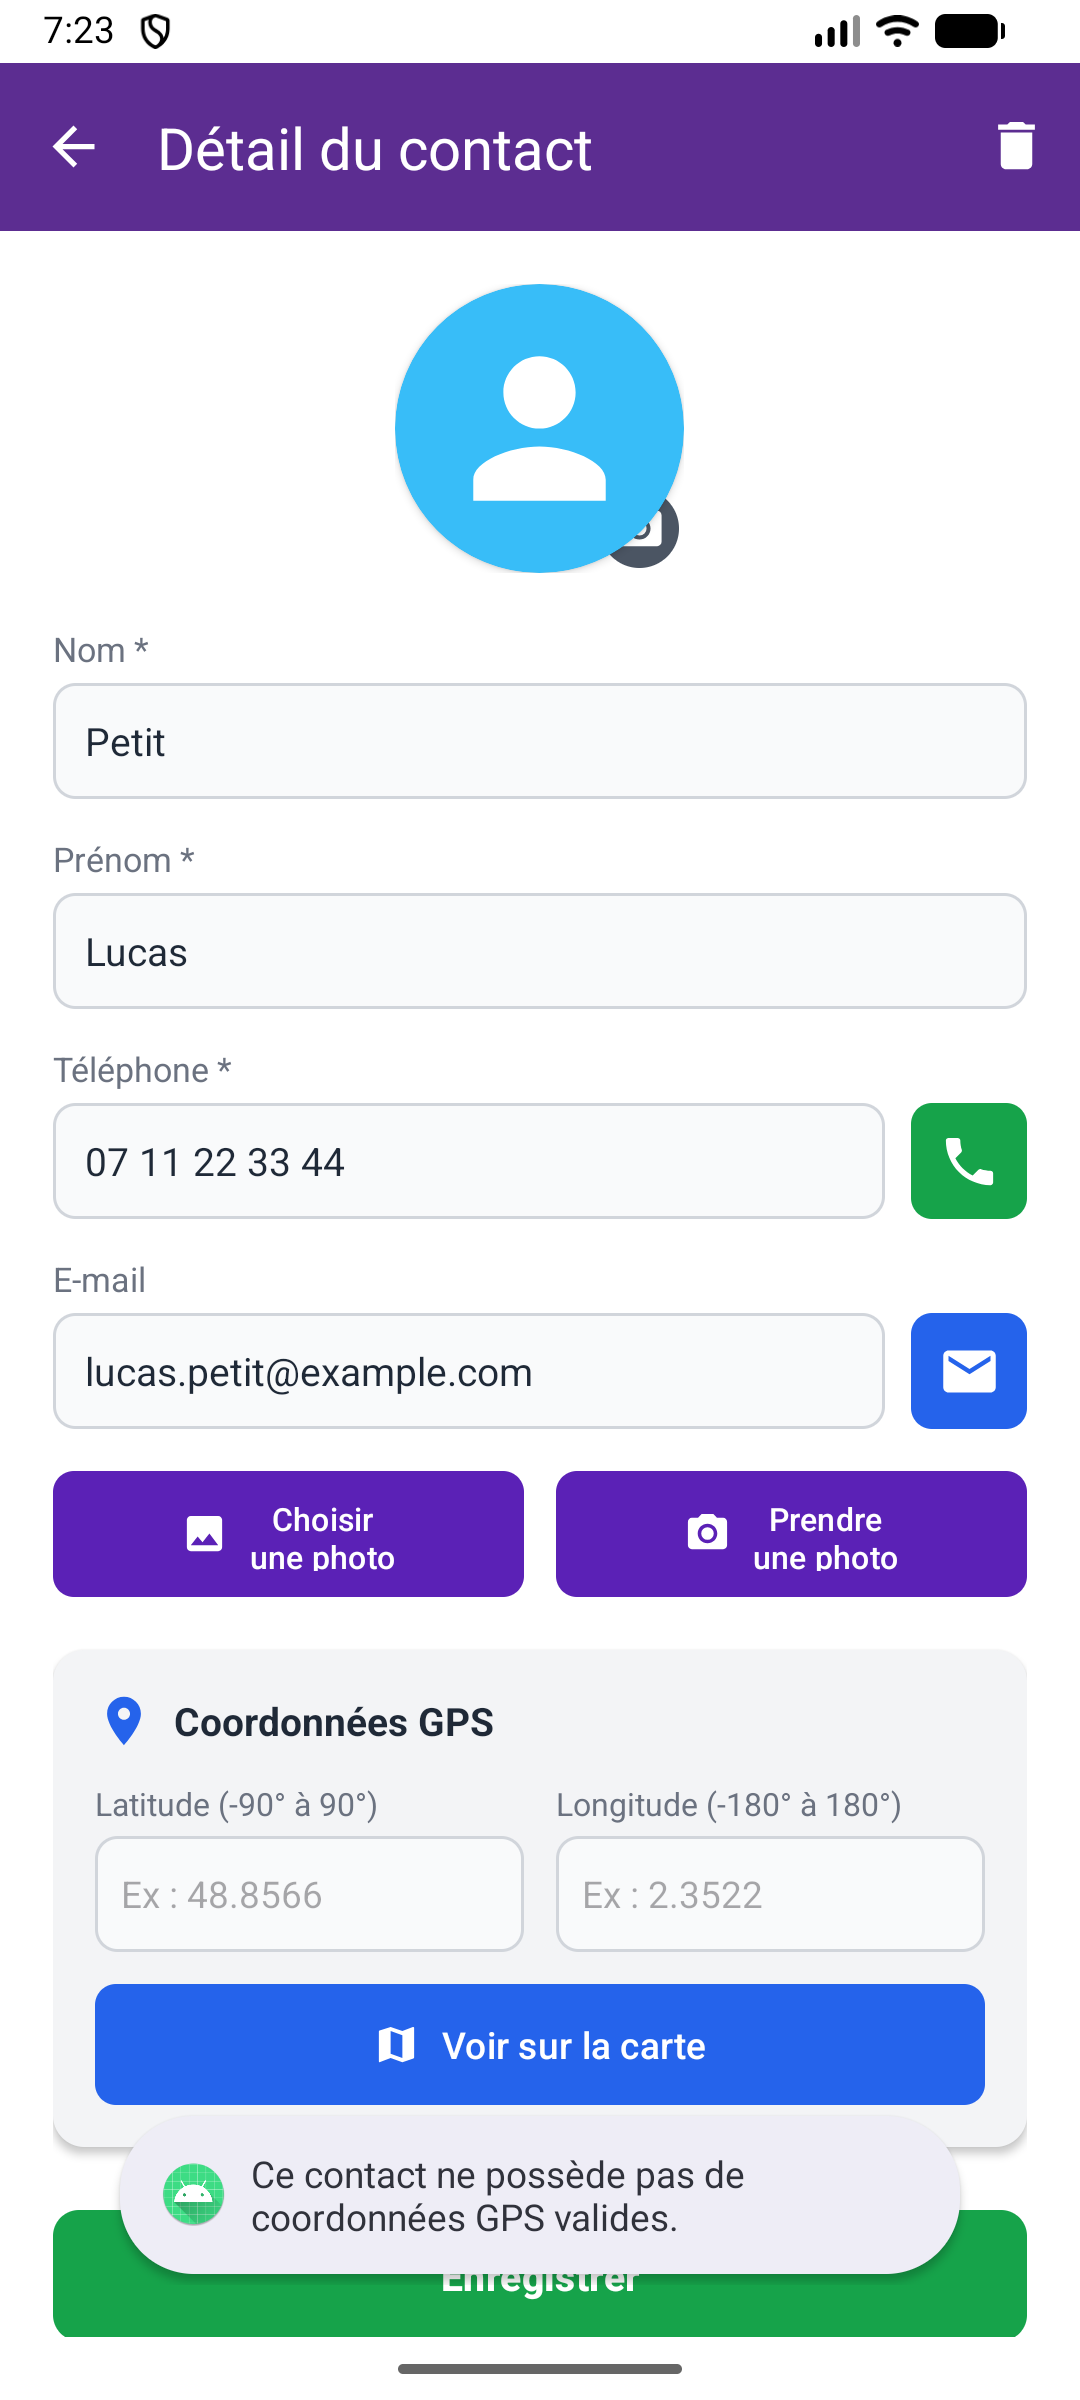 7:23
Détail du contact
Nom *
Petit
Prénom *
Lucas
Téléphone *
07 11 22 33 44
E-mail
lucas.petit@example.com
Choisir
une photo
Prendre
une photo
Coordonnées GPS
Latitude (-90° à 90°)
Longitude (-180° à 180°)
Ex : 48.8566
Ex : 2.3522
Voir sur la carte
Ce contact ne possède pas de
coordonnées GPS valides.
Enregistrer